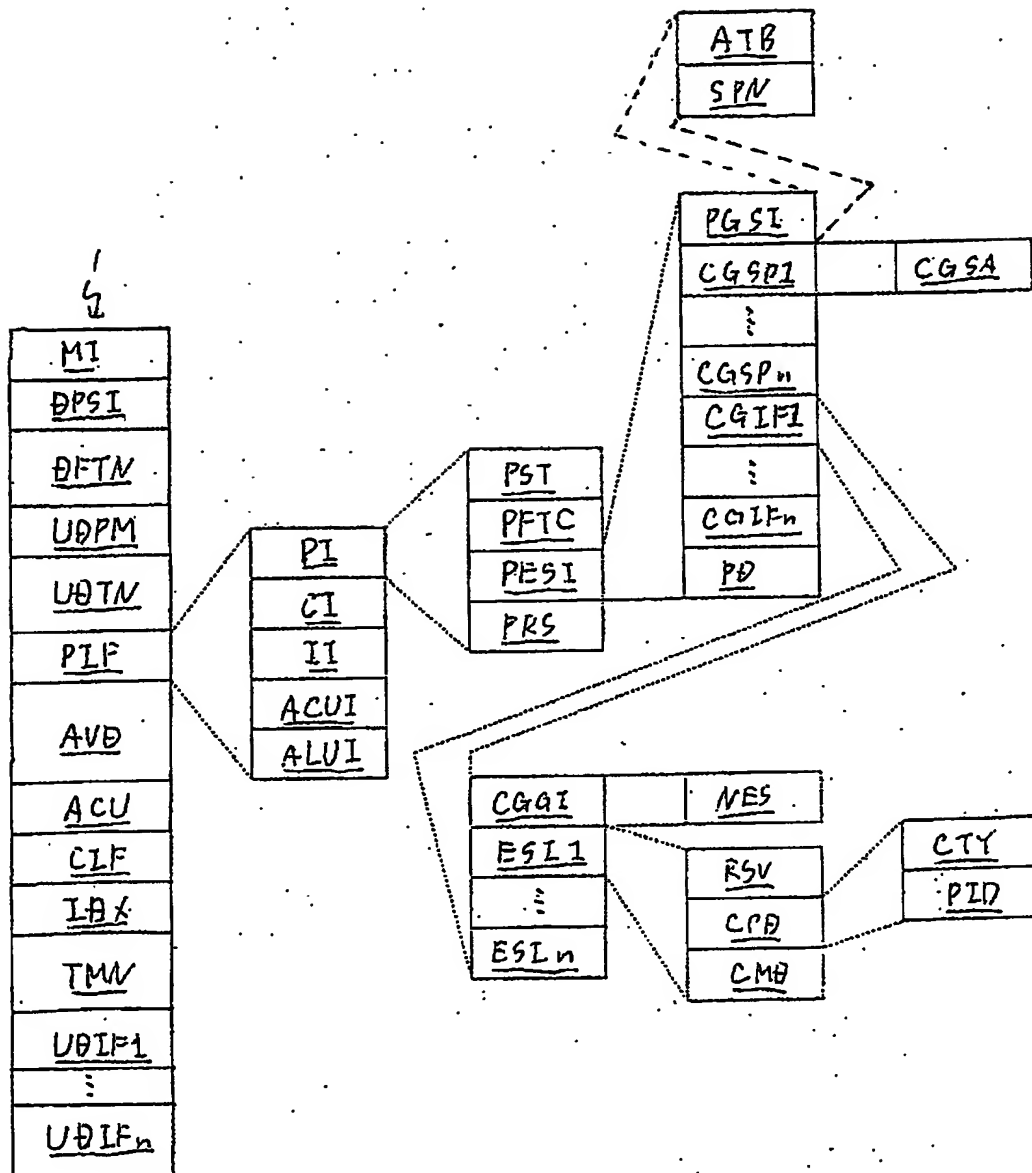 1
MI
DPSI
DFTN
UDPM
UDTN
PIF
AVD
ACU
CIF
IDX
TMN
UDIF1
⋮
UDIFn
PI
CI
II
ACUI
ALUI
PST
PFTC
PESI
PRS
ATB
SPN
PGSI
CGSP1
⋮
CGSPn
CGIF1
⋮
CGIFn
PD
CGSA
CGGI
ESI1
⋮
ESIn
NES
RSV
CPD
CMD
CTY
PID